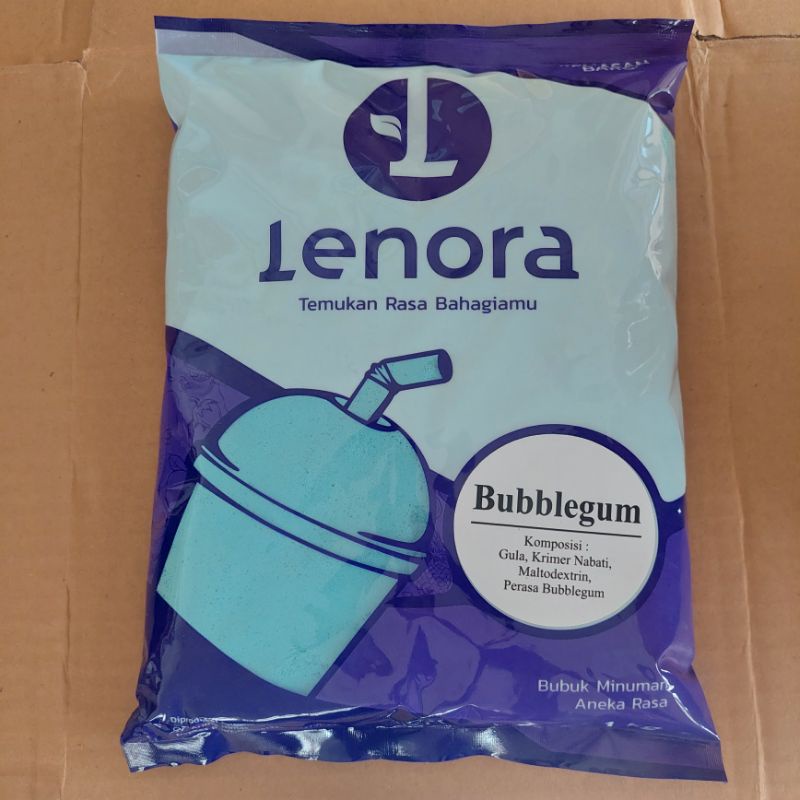 Lenora
Temukan Rasa Bahagiamu
Bubblegum
Komposisi :
Gula, Krimer Nabati,
Maltodextrin,
Perasa Bubblegum
Bubuk Minuman
Aneka Rasa